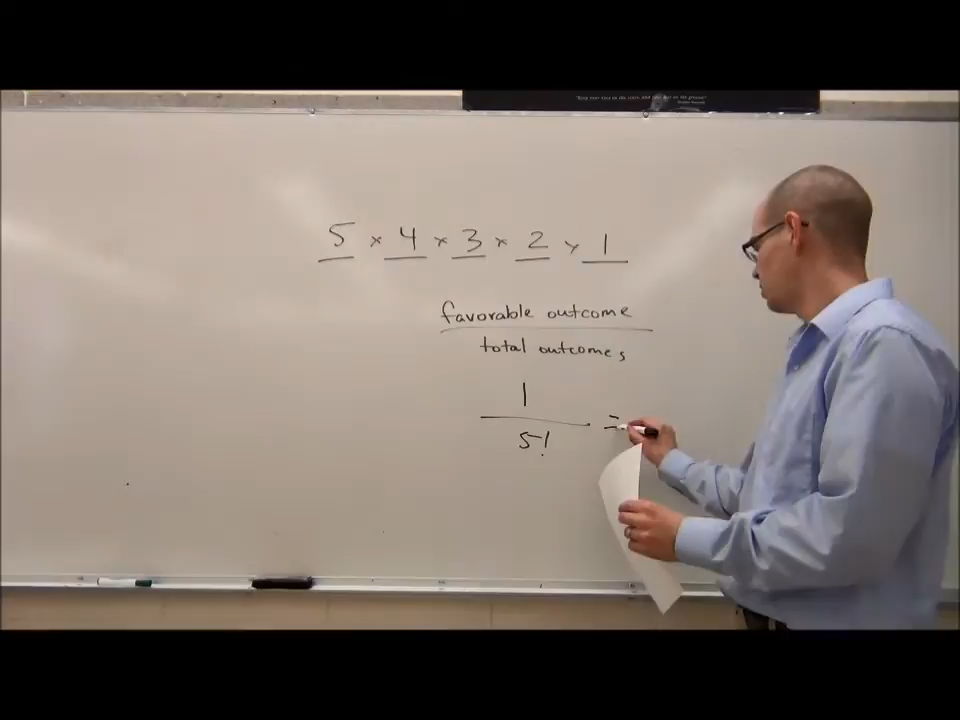 5 × 4 × 3 × 2 × 1
favorable outcome
total outcomes
1
5! =